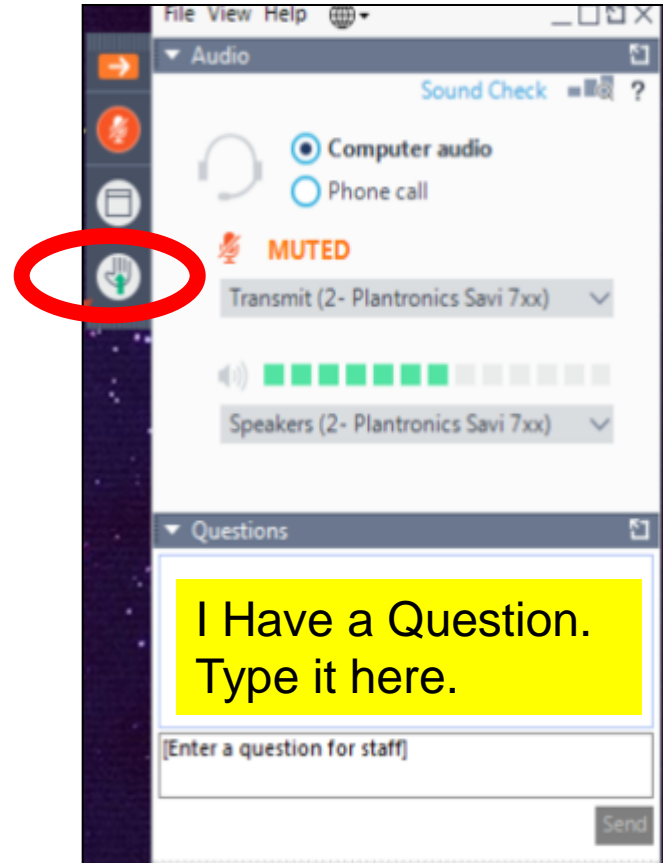 File View Help
Audio
Sound Check ?
Computer audio
Phone call
MUTED
Transmit (2- Plantronics Savi 7xx)
Speakers (2- Plantronics Savi 7xx)
Questions
I Have a Question.
Type it here.
[Enter a question for staff]
Send